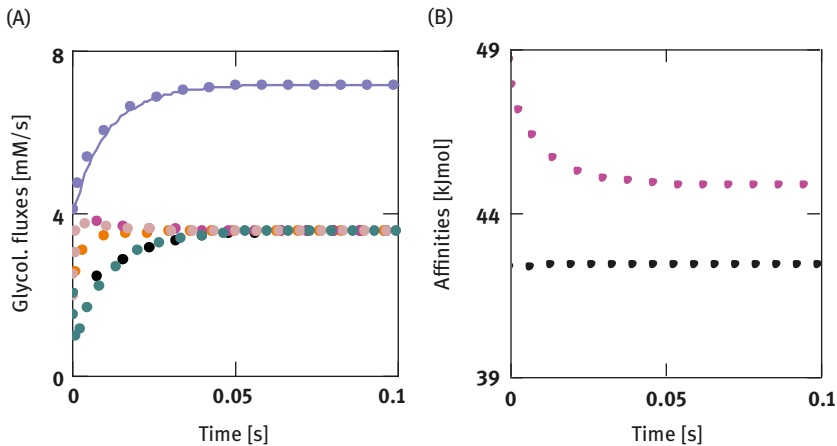 (A)
Glycol. fluxes [mM/s]
8
4
0
0
0.05
0.1
Time [s]
(B)
Affinities [kJmol]
49
44
39
0
0.05
0.1
Time [s]